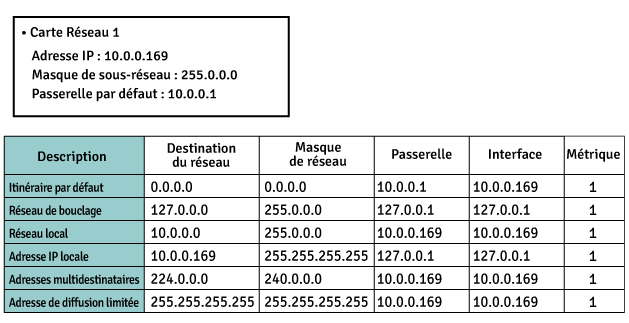 • Carte Réseau 1
Adresse IP : 10.0.0.169
Masque de sous-réseau : 255.0.0.0
Passerelle par défaut : 10.0.0.1
Description Destination du réseau Masque de réseau Passerelle Interface Métrique
Itinéraire par défaut 0.0.0.0 0.0.0.0 10.0.0.1 10.0.0.169 1
Réseau de bouclage 127.0.0.0 255.0.0.0 127.0.0.1 127.0.0.1 1
Réseau local 10.0.0.0 255.0.0.0 10.0.0.169 10.0.0.169 1
Adresse IP locale 10.0.0.169 255.255.255.255 127.0.0.1 127.0.0.1 1
Adresses multidestinataires 224.0.0.0 240.0.0.0 10.0.0.169 10.0.0.169 1
Adresse de diffusion limitée 255.255.255.255 255.255.255.255 10.0.0.169 10.0.0.169 1